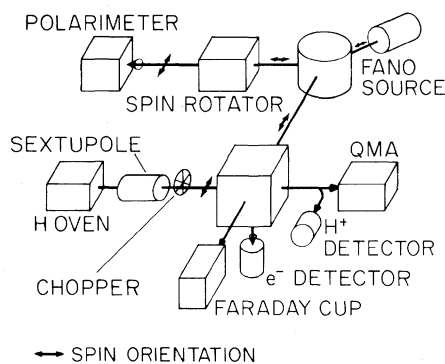 POLARIMETER
FANO
SOURCE
SPIN ROTATOR
SEXTUPOLE
QMA
H OVEN
H+
DETECTOR
CHOPPER
e- DETECTOR
FARADAY CUP
SPIN ORIENTATION